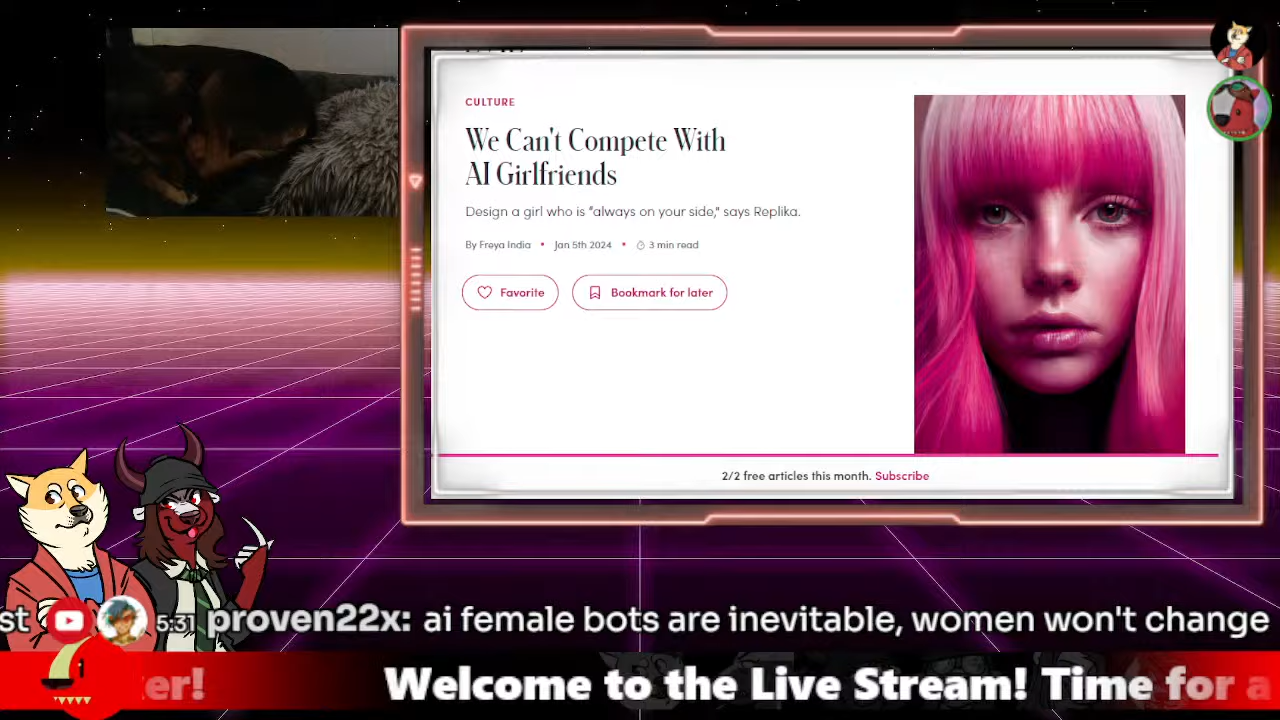 CULTURE
We Can't Compete With
AI Girlfriends
Design a girl who is "always on your side," says Replika.
By Freya India • Jan 5th 2024 • 3 min read
Favorite
Bookmark for later
2/2 free articles this month. Subscribe
st 5:31 proven22x: ai female bots are inevitable, women won't change
er! Welcome to the Live Stream! Time for a